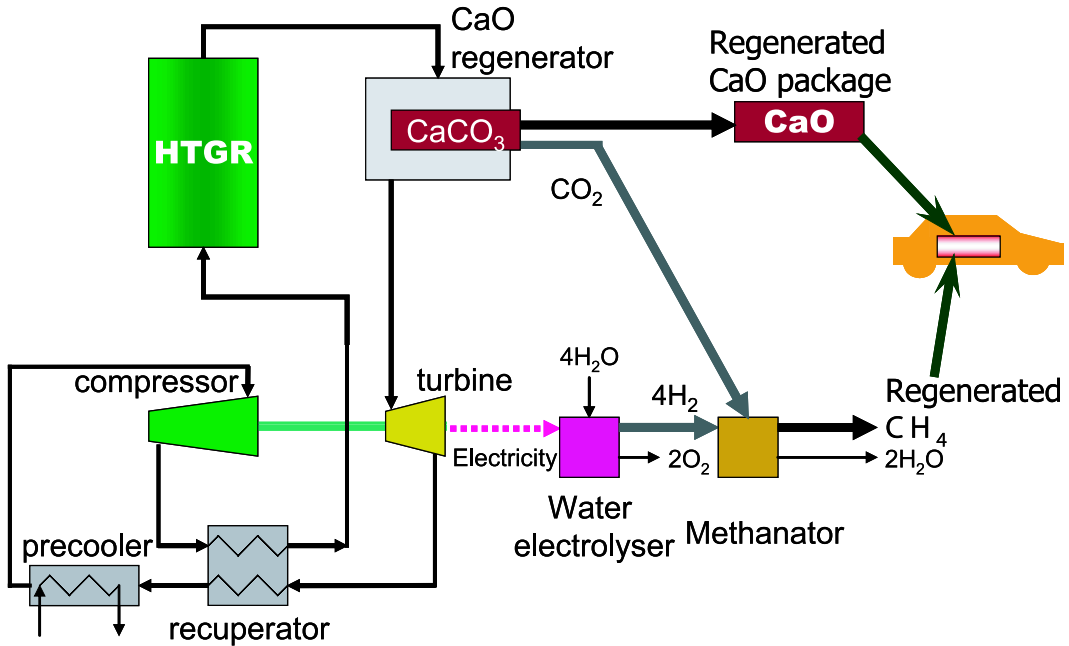 CaO
regenerator
Regenerated
CaO package
HTGR
CaCO₃
CaO
CO₂
compressor
turbine
4H₂O
4H₂
Regenerated
CH₄
Electricity
2O₂
2H₂O
Water
electrolyser
Methanator
precooler
recuperator